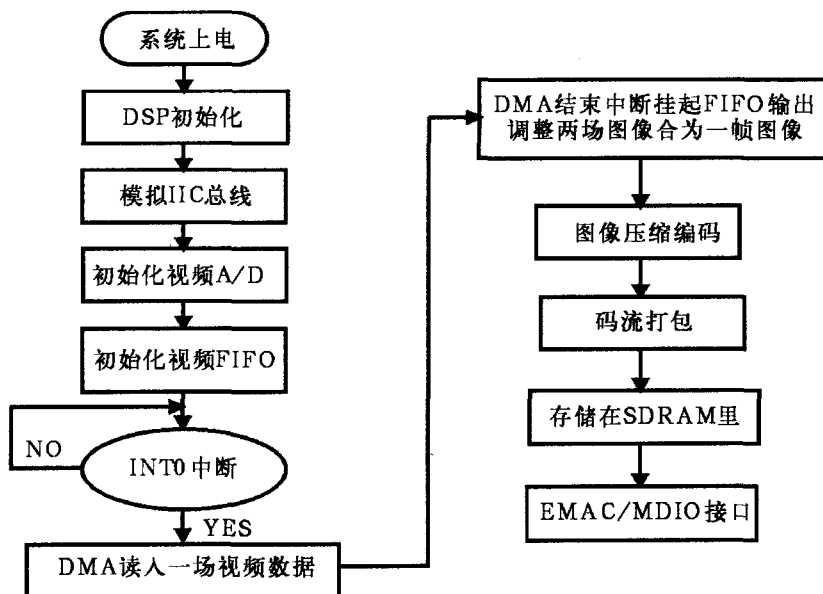 系统上电
DSP初始化
模拟IIC总线
初始化视频A/D
初始化视频FIFO
NO
INT0中断
YES
DMA读入一场视频数据
DMA结束中断挂起FIFO输出
调整两场图像合为一帧图像
图像压缩编码
码流打包
存储在SDRAM里
EMAC/MDIO接口